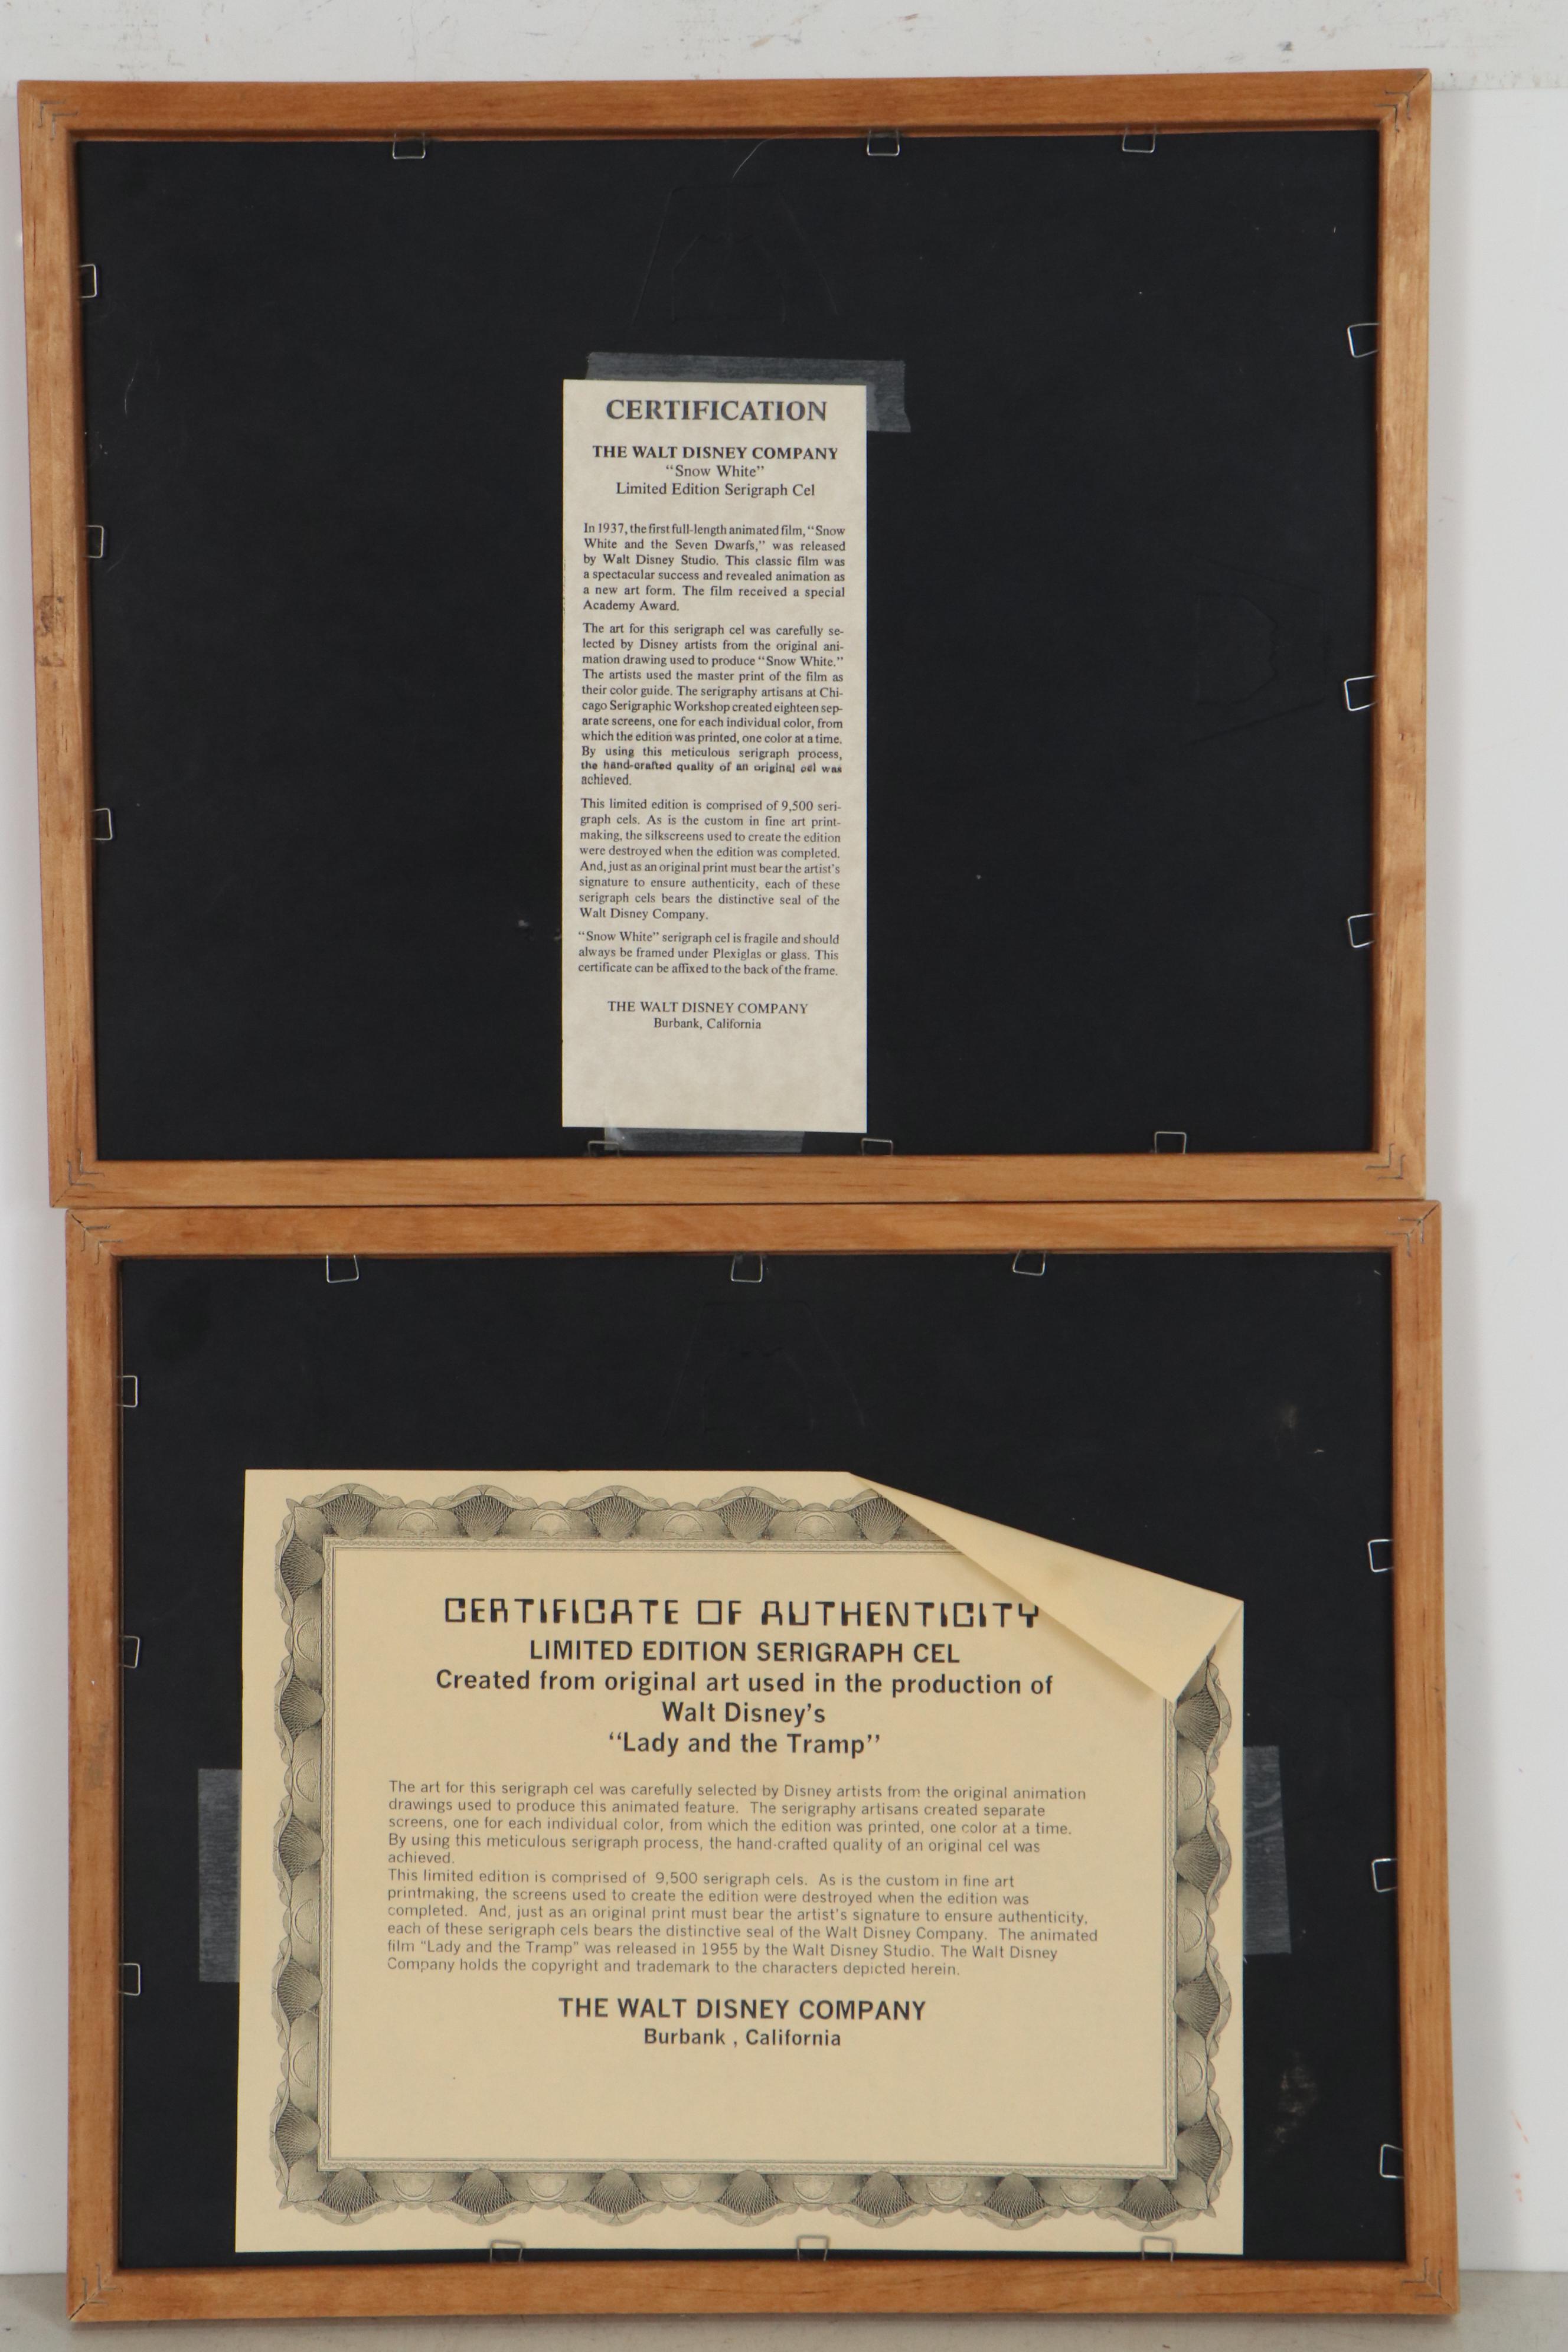 CERTIFICATION
THE WALT DISNEY COMPANY
“Snow White”
Limited Edition Serigraph Cel
In 1937, the first full-length animated film, “Snow
White and the Seven Dwarfs,” was released
by Walt Disney Studio. This classic film was
a spectacular success and revealed animation as
a new art form. The film received a special
Academy Award.
The art for this serigraph cel was carefully se-
lected by Disney artists from the original ani-
mation drawing used to produce “Snow White.”
The artists used the master print of the film as
their color guide. The serigraphy artisans at Chi-
cago Serigraphic Workshop created eighteen sep-
arate screens, one for each individual color, from
which the edition was printed, one color at a time.
By using this meticulous serigraph process,
the hand-crafted quality of an original cel was
achieved.
This limited edition is comprised of 9,500 seri-
graph cels. As is the custom in fine art print-
making, the silkscreens used to create the edition
were destroyed when the edition was completed.
And, just as an original print must bear the artist’s
signature to ensure authenticity, each of these
serigraph cels bears the distinctive seal of the
Walt Disney Company.
“Snow White” serigraph cel is fragile and should
always be framed under Plexiglas or glass. This
certificate can be affixed to the back of the frame.
THE WALT DISNEY COMPANY
Burbank, California
CERTIFICATE OF AUTHENTICITY
LIMITED EDITION SERIGRAPH CEL
Created from original art used in the production of
Walt Disney’s
“Lady and the Tramp”
The art for this serigraph cel was carefully selected by Disney artists from the original animation
drawings used to produce this animated feature. The serigraphy artisans created separate
screens, one for each individual color, from which the edition was printed, one color at a time.
By using this meticulous serigraph process, the hand-crafted quality of an original cel was
achieved.
This limited edition is comprised of 9,500 serigraph cels. As is the custom in fine art
printmaking, the screens used to create the edition were destroyed when the edition was
completed. And, just as an original print must bear the artist’s signature to ensure authenticity,
each of these serigraph cels bears the distinctive seal of the Walt Disney Company. The animated
film “Lady and the Tramp” was released in 1955 by the Walt Disney Studio. The Walt Disney
Company holds the copyright and trademark to the characters depicted herein.
THE WALT DISNEY COMPANY
Burbank , California